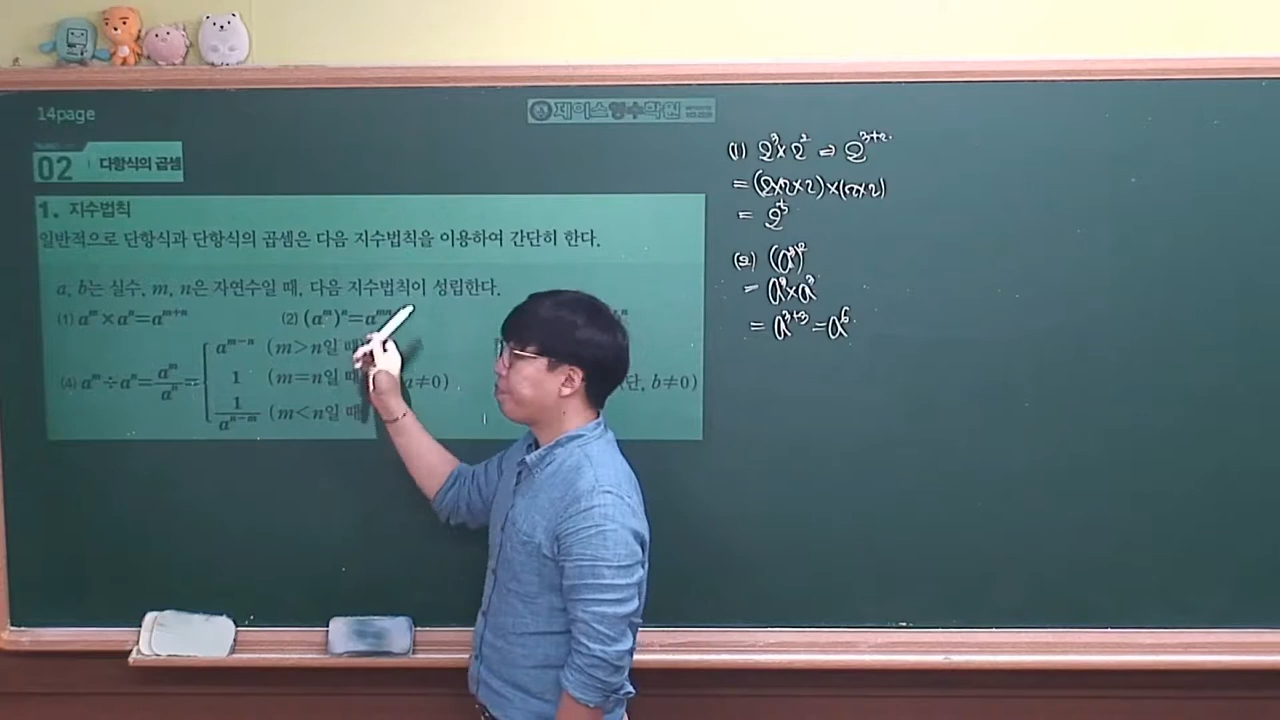 14page
제이스영수학원
02 다항식의 곱셈
1. 지수법칙
일반적으로 단항식과 단항식의 곱셈은 다음 지수법칙을 이용하여 간단히 한다.
a, b는 실수, m, n은 자연수일 때, 다음 지수법칙이 성립한다.
(1) aᵐ×aⁿ=aᵐ⁺ⁿ (2) (aᵐ)ⁿ=aᵐⁿ
(4) aᵐ÷aⁿ=aᵐ/aⁿ=
aᵐ⁻ⁿ (m>n일 때)
1 (m=n일 때) a≠0)
1/aⁿ⁻ᵐ (m<n일 때
단, b≠0)
(1) 2³×2² ⇒ 2³⁺²
=(2×2×2)×(2×2)
= 2⁵
(2) (a³)²
= a³×a³
= a³⁺³=a⁶